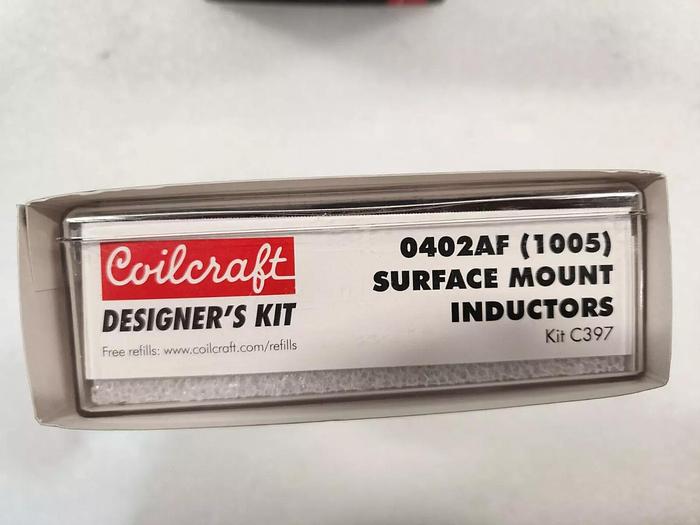 Coilcraft
DESIGNER'S KIT
Free refills: www.coilcraft.com/refills
0402AF (1005)
SURFACE MOUNT
INDUCTORS
Kit C397